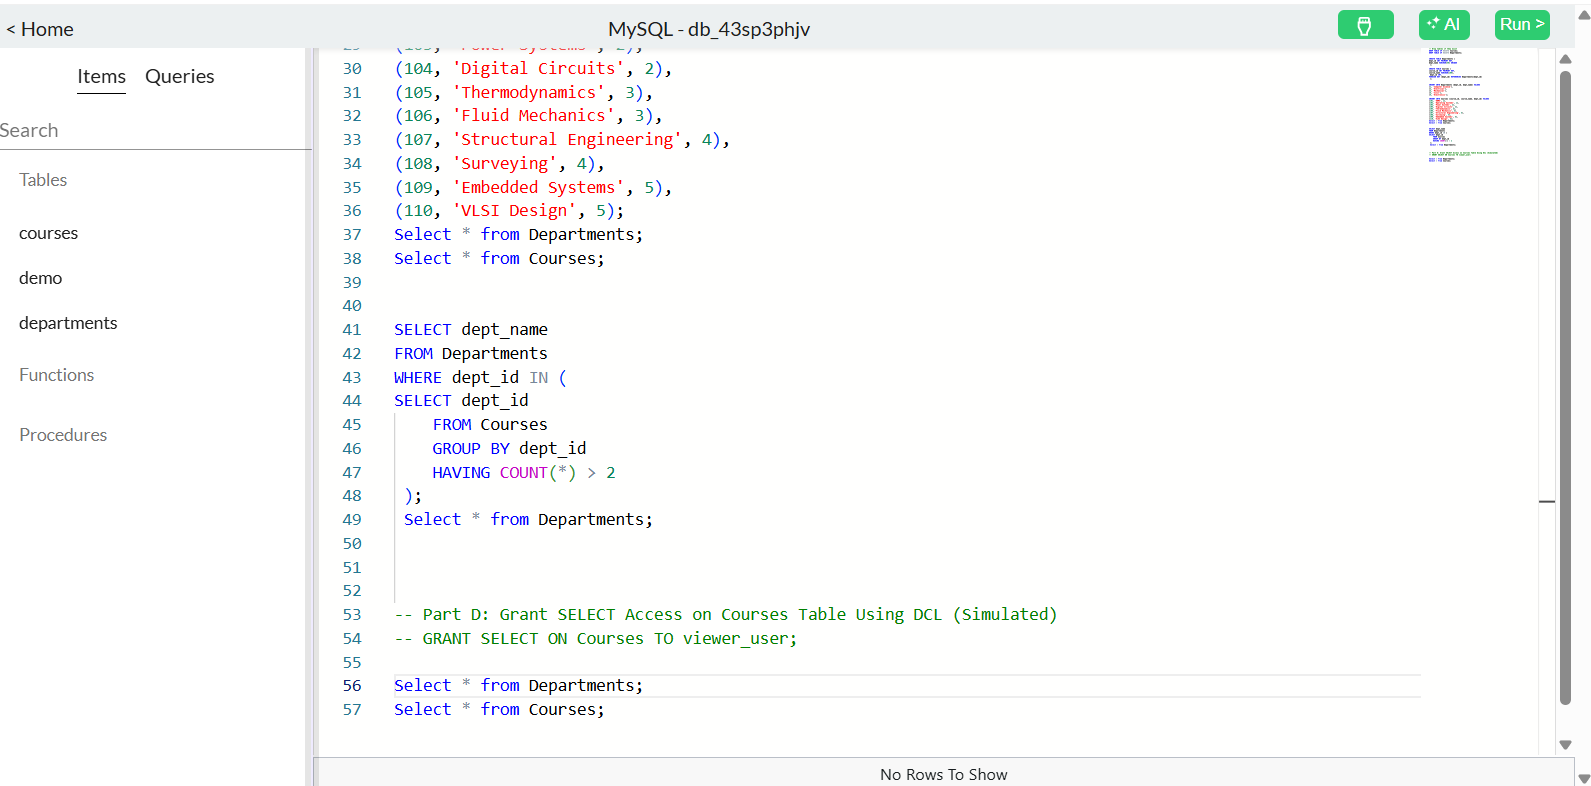 < Home
MySQL - db_43sp3phjv
AI
Run >
Items Queries
Search
Tables
courses
demo
departments
Functions
Procedures
30 (104, 'Digital Circuits', 2),
31 (105, 'Thermodynamics', 3),
32 (106, 'Fluid Mechanics', 3),
33 (107, 'Structural Engineering', 4),
34 (108, 'Surveying', 4),
35 (109, 'Embedded Systems', 5),
36 (110, 'VLSI Design', 5);
37 Select * from Departments;
38 Select * from Courses;
39
40
41 SELECT dept_name
42 FROM Departments
43 WHERE dept_id IN (
44 SELECT dept_id
45 FROM Courses
46 GROUP BY dept_id
47 HAVING COUNT(*) > 2
48 );
49 Select * from Departments;
50
51
52
53 -- Part D: Grant SELECT Access on Courses Table Using DCL (Simulated)
54 -- GRANT SELECT ON Courses TO viewer_user;
55
56 Select * from Departments;
57 Select * from Courses;
No Rows To Show